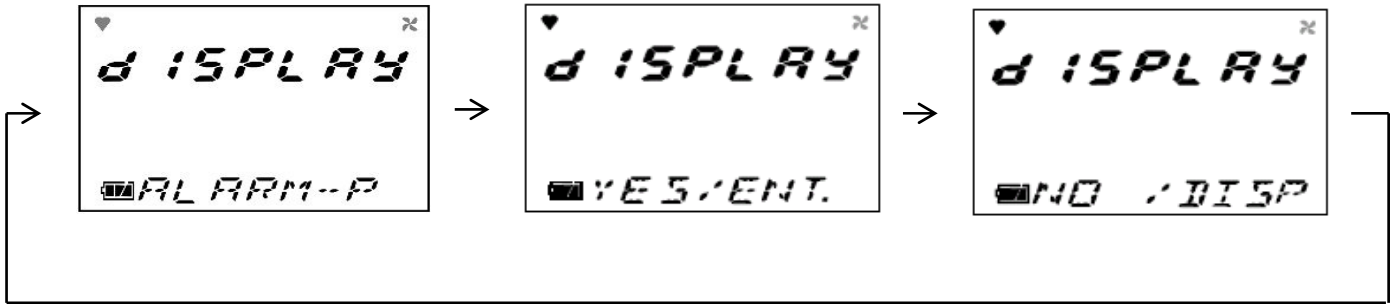 dISPLAY
ALARM--P
dISPLAY
YES/ENT.
dISPLAY
NO /DISP